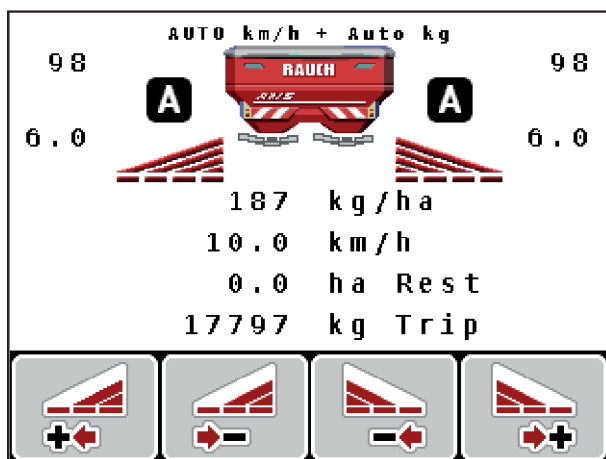 AUTO km/h + Auto kg
98 98
RAUCH
AXIS
A A
6.0 6.0
187 kg/ha
10.0 km/h
0.0 ha Rest
17797 kg Trip